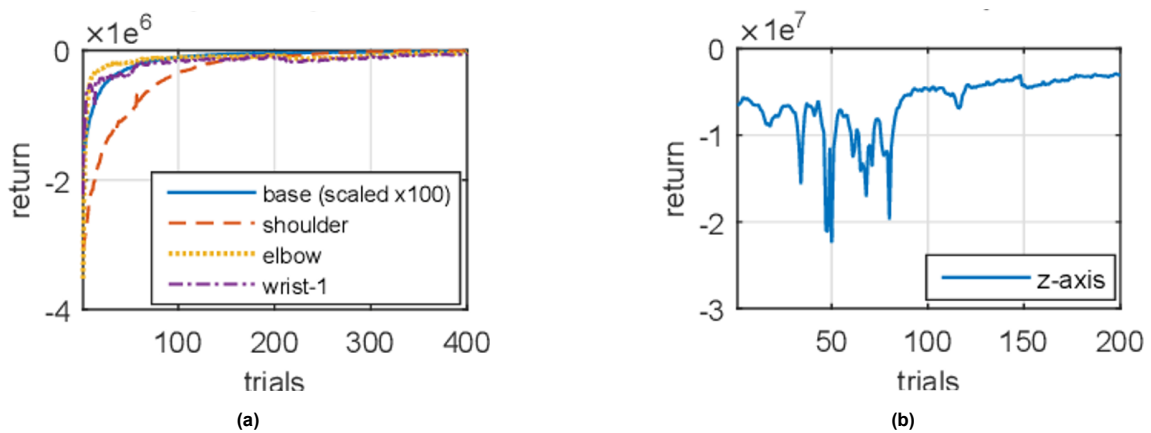 ×1e6
0
-2
-4
return
100
200
300
400
trials
base (scaled x100)
shoulder
elbow
wrist-1
(a)
×1e7
0
-1
-2
-3
return
50
100
150
200
trials
z-axis
(b)